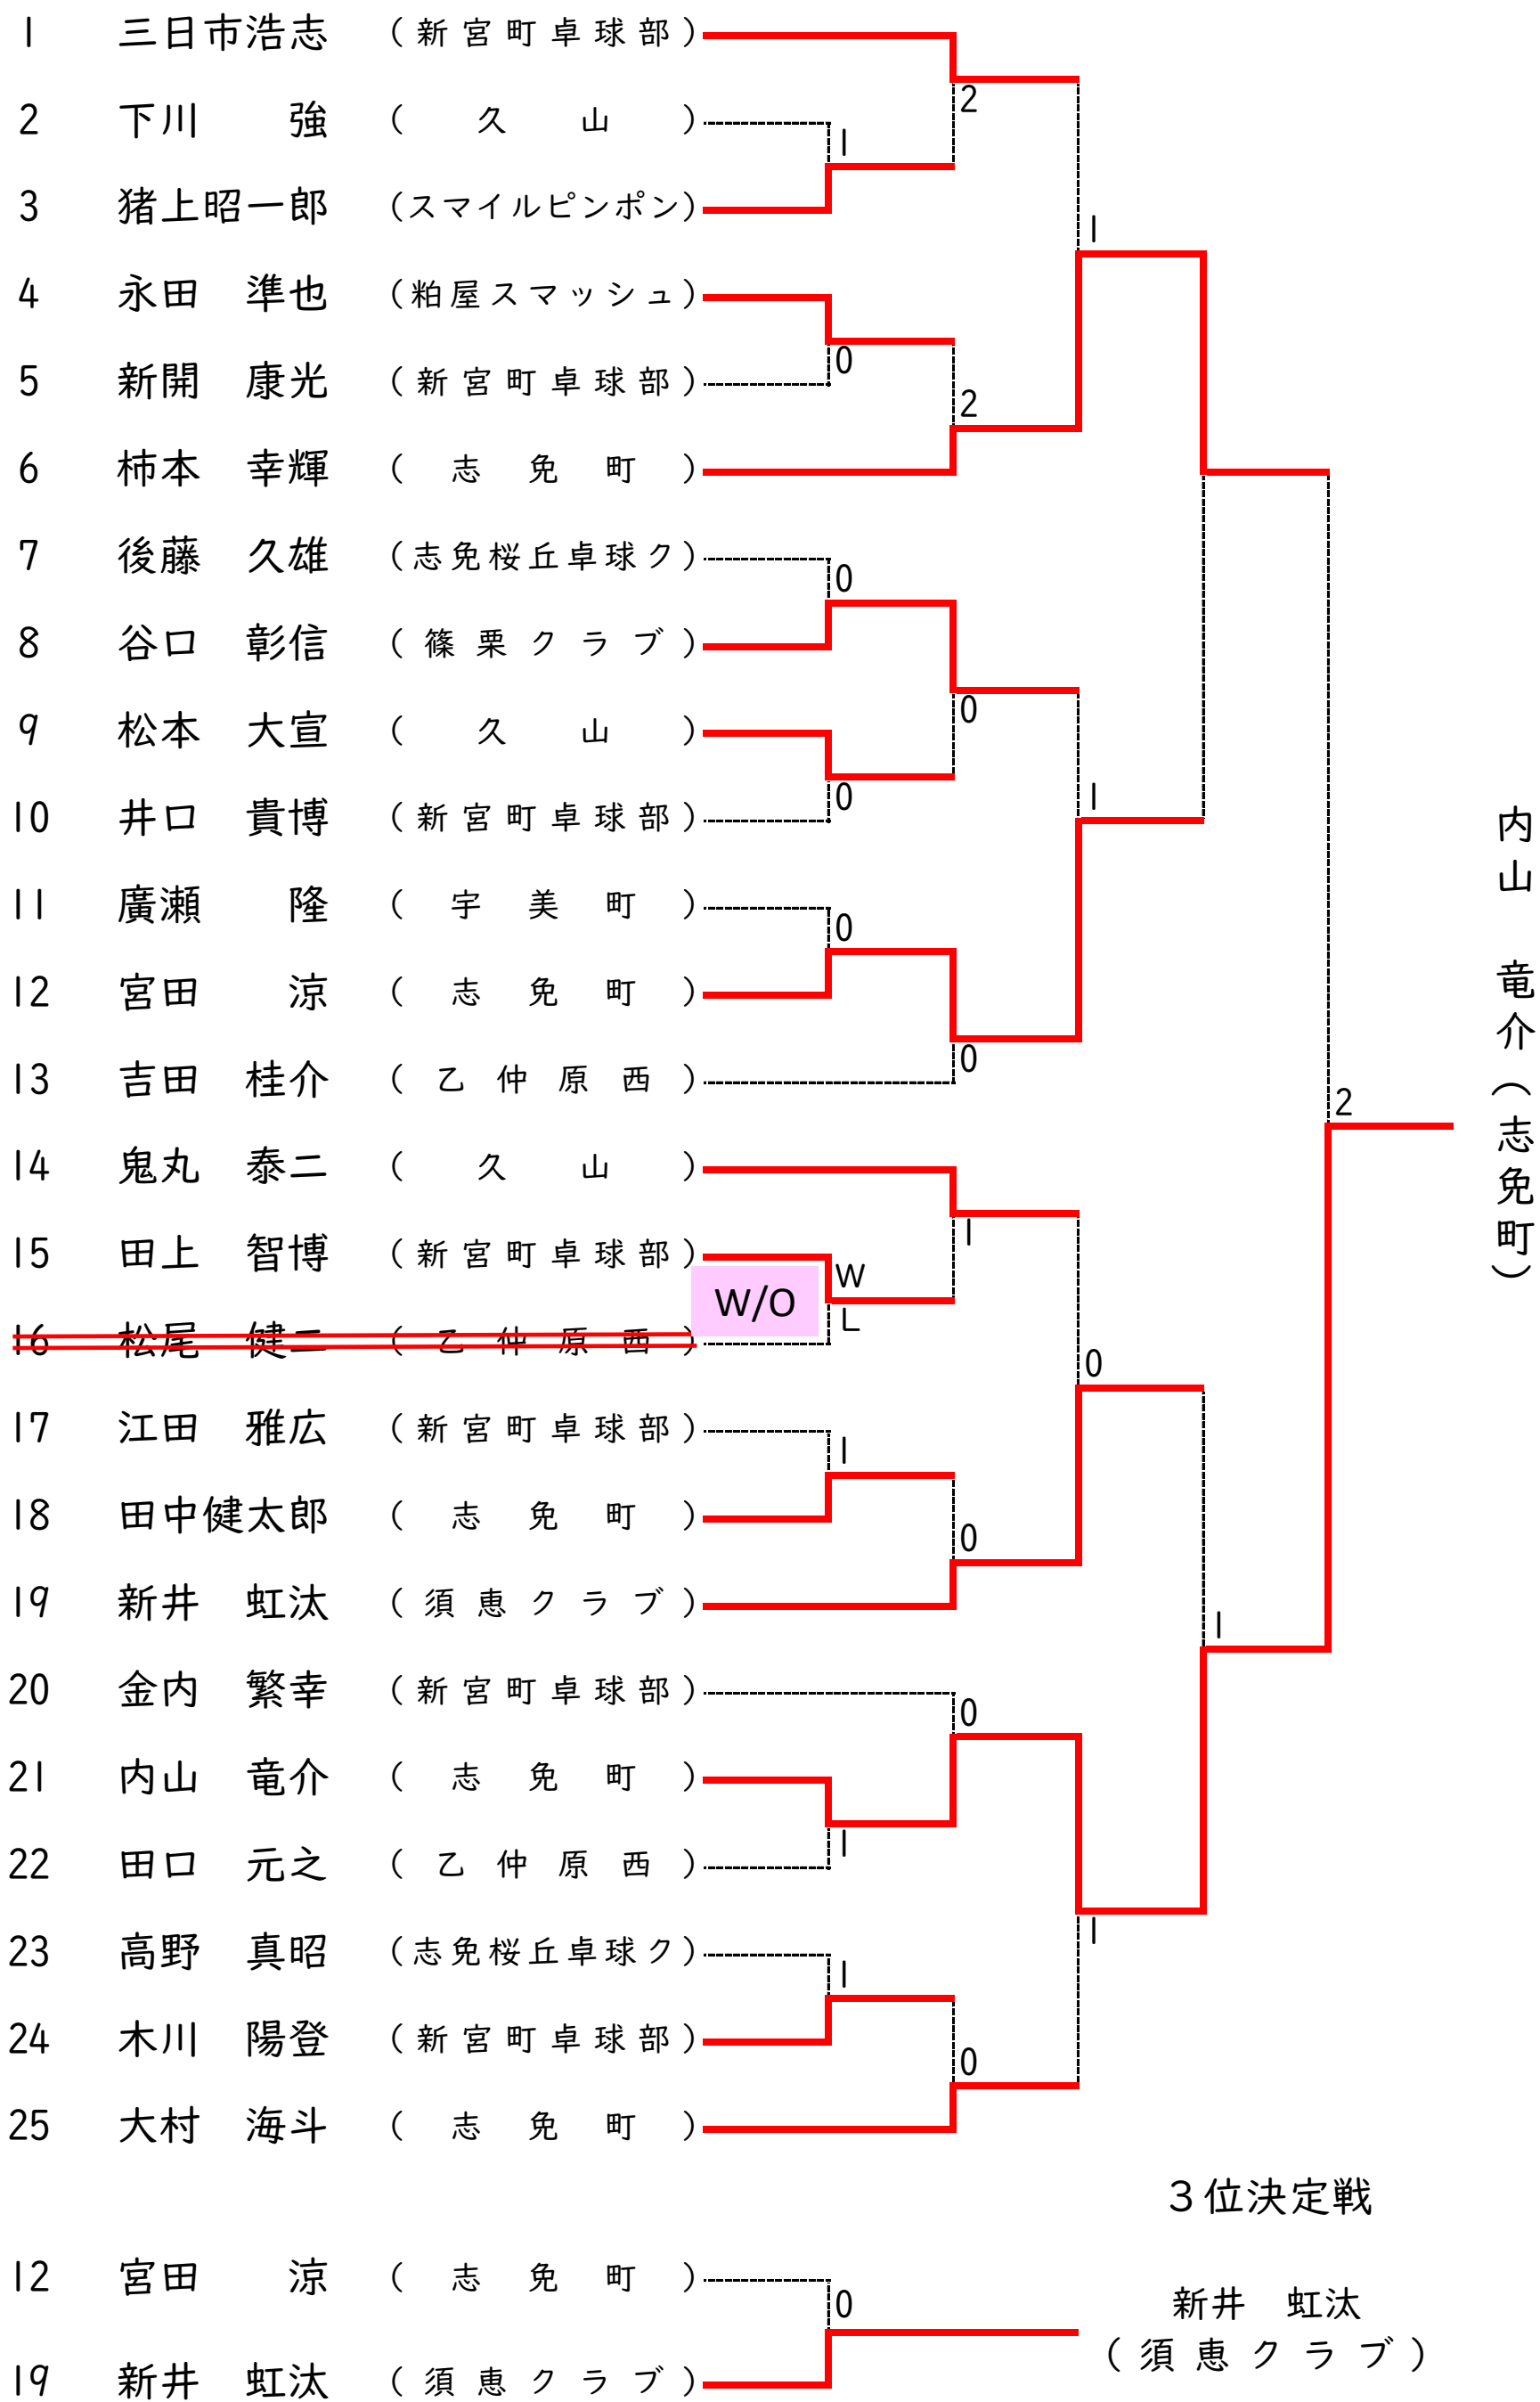 1 三日市浩志 (新宮町卓球部)
2
2 下川 強 (久山)
1
3 猪上昭一郎 (スマイルピンポン)
1
4 永田 準也 (粕屋スマッシュ)
0
5 新開 康光 (新宮町卓球部)
2
6 柿本 幸輝 (志免町)
7 後藤 久雄 (志免桜丘卓球ク)
0
8 谷口 彰信 (篠栗クラブ)
0
9 松本 大宣 (久山)
0
1
10 井口 貴博 (新宮町卓球部)
11 廣瀬 隆 (宇美町)
0
12 宮田 涼 (志免町)
0
13 吉田 桂介 (乙仲原西)
2
内山 竜介(志免町)
14 鬼丸 泰二 (久山)
1
15 田上 智博 (新宮町卓球部)
W
W/O
L
16 松尾 健二 (乙仲原西)
0
17 江田 雅広 (新宮町卓球部)
1
18 田中健太郎 (志免町)
0
19 新井 虹汰 (須恵クラブ)
1
20 金内 繁幸 (新宮町卓球部)
0
21 内山 竜介 (志免町)
1
22 田口 元之 (乙仲原西)
1
23 高野 真昭 (志免桜丘卓球ク)
1
24 木川 陽登 (新宮町卓球部)
0
25 大村 海斗 (志免町)
3位決定戦
12 宮田 涼 (志免町)
0
新井 虹汰
(須恵クラブ)
19 新井 虹汰 (須恵クラブ)